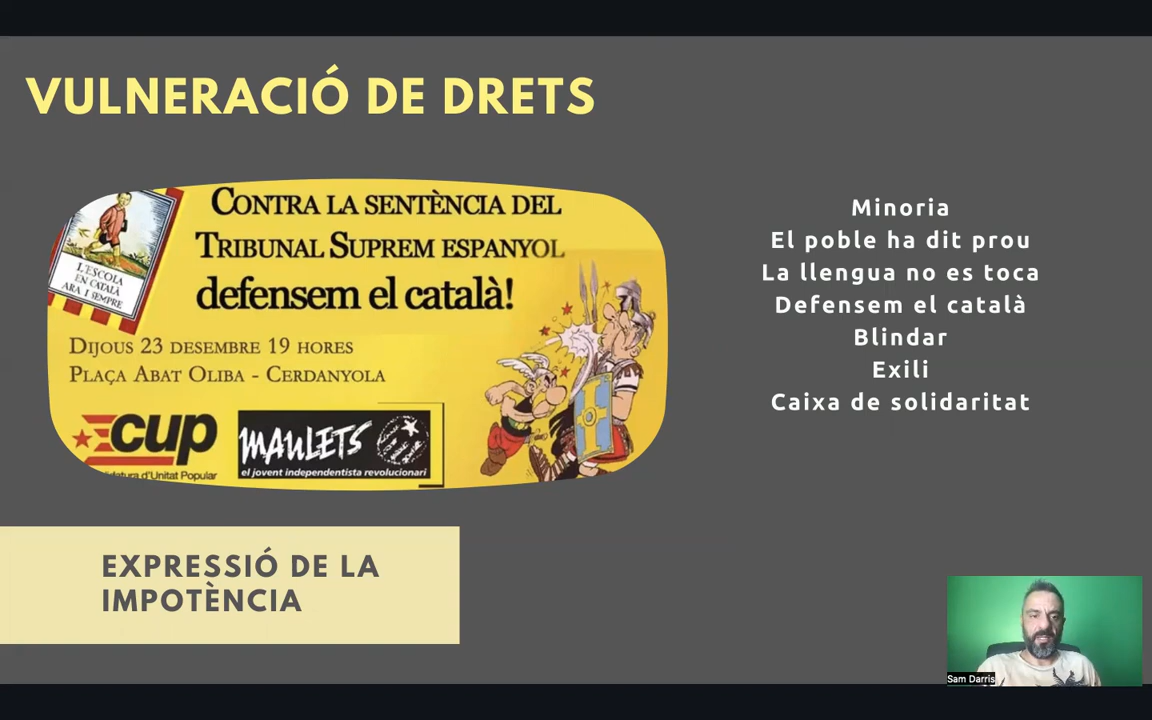 VULNERACIÓ DE DRETS
CONTRA LA SENTÈNCIA DEL
TRIBUNAL SUPREM ESPANYOL
defensem el català!
L'ESCOLA
EN CATALÀ
ARA I SEMPRE
DIJOUS 23 DESEMBRE 19 HORES
PLAÇA ABAT OLIBA - CERDANYOLA
cup
d'Unitat Popular
MAULETS
el jovent independentista revolucionari
Minoria
El poble ha dit prou
La llengua no es toca
Defensem el català
Blindar
Exili
Caixa de solidaritat
EXPRESSIÓ DE LA
IMPOTÈNCIA
Sam Darris